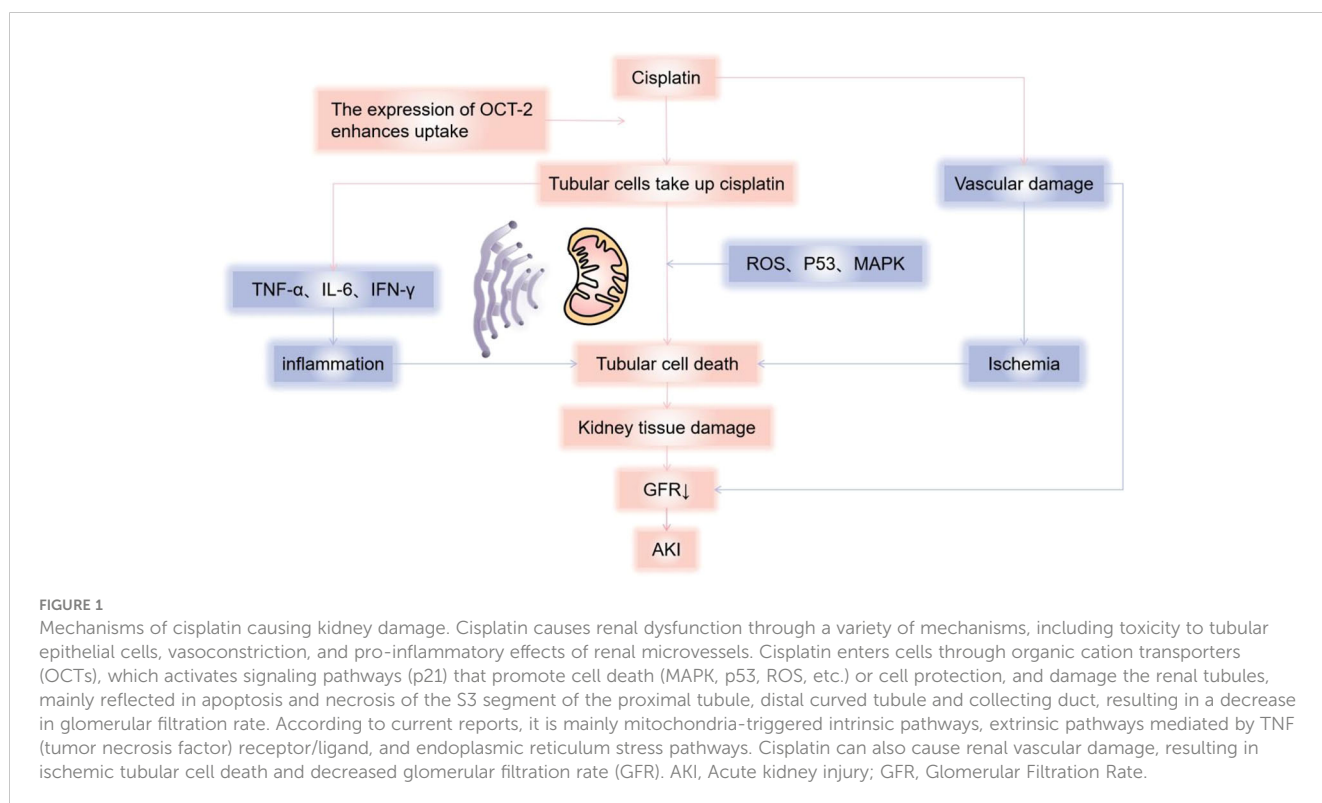 Cisplatin
The expression of OCT-2
enhances uptake
Tubular cells take up cisplatin
Vascular damage
ROS、P53、MAPK
TNF-α、IL-6、IFN-γ
inflammation
Tubular cell death
Ischemia
Kidney tissue damage
GFR↓
AKI
FIGURE 1
Mechanisms of cisplatin causing kidney damage. Cisplatin causes renal dysfunction through a variety of mechanisms, including toxicity to tubular
epithelial cells, vasoconstriction, and pro-inflammatory effects of renal microvessels. Cisplatin enters cells through organic cation transporters
(OCTs), which activates signaling pathways (p21) that promote cell death (MAPK, p53, ROS, etc.) or cell protection, and damage the renal tubules,
mainly reflected in apoptosis and necrosis of the S3 segment of the proximal tubule, distal curved tubule and collecting duct, resulting in a decrease
in glomerular filtration rate. According to current reports, it is mainly mitochondria-triggered intrinsic pathways, extrinsic pathways mediated by TNF
(tumor necrosis factor) receptor/ligand, and endoplasmic reticulum stress pathways. Cisplatin can also cause renal vascular damage, resulting in
ischemic tubular cell death and decreased glomerular filtration rate (GFR). AKI, Acute kidney injury; GFR, Glomerular Filtration Rate.